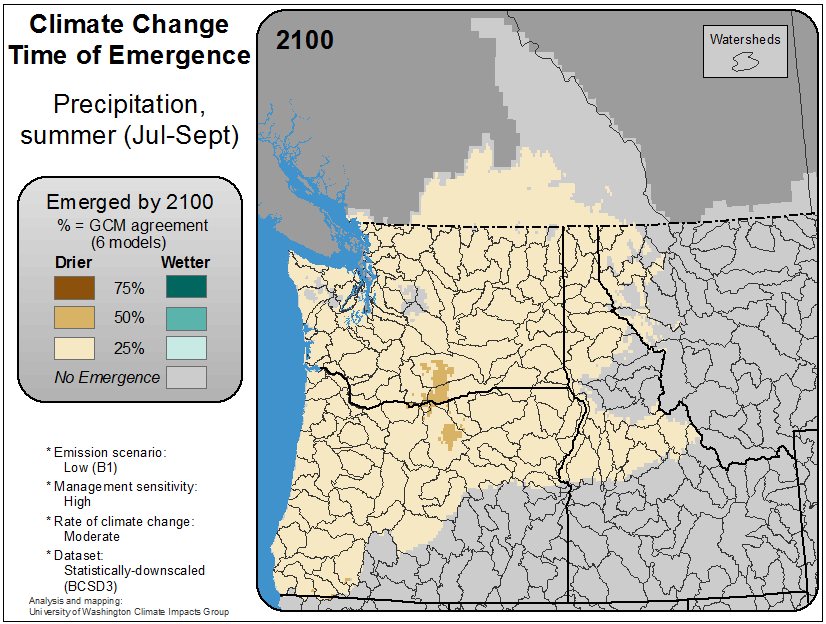 Climate Change
Time of Emergence
Precipitation,
summer (Jul-Sept)
Emerged by 2100
% = GCM agreement
(6 models)
Drier Wetter
75%
50%
25%
No Emergence
* Emission scenario:
Low (B1)
* Management sensitivity:
High
* Rate of climate change:
Moderate
* Dataset:
Statistically-downscaled
(BCSD3)
Analysis and mapping:
University of Washington Climate Impacts Group
2100
Watersheds